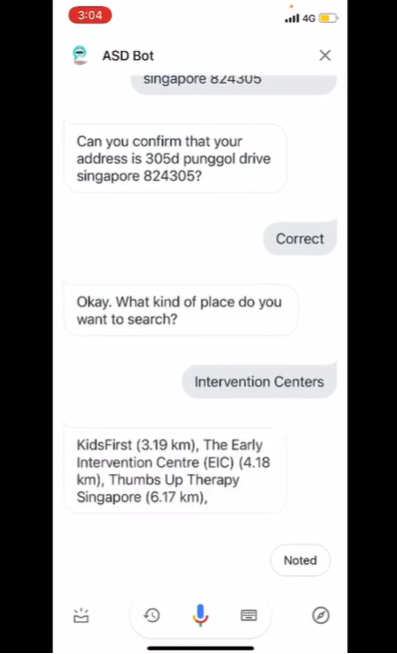 3:04
4G
ASD Bot
singapore 824305
Can you confirm that your
address is 305d punggol drive
singapore 824305?
Correct
Okay. What kind of place do you
want to search?
Intervention Centers
KidsFirst (3.19 km), The Early
Intervention Centre (EIC) (4.18
km), Thumbs Up Therapy
Singapore (6.17 km),
Noted